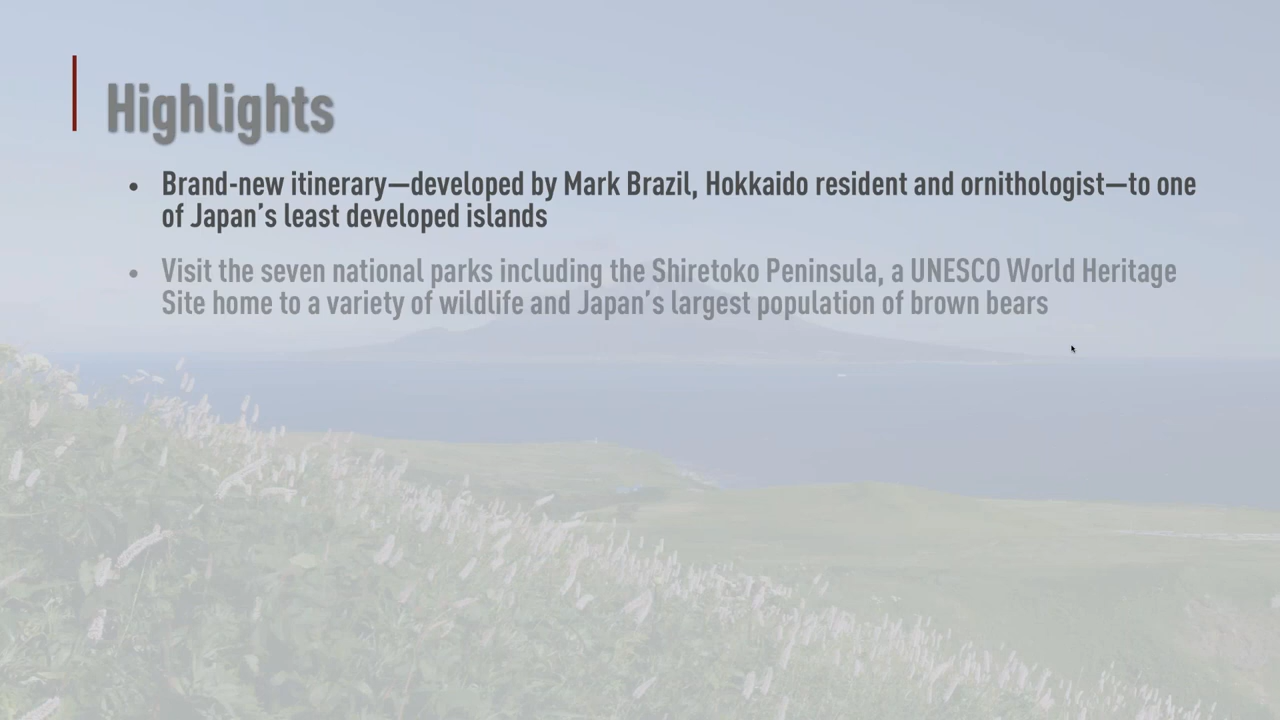 Highlights
• Brand-new itinerary—developed by Mark Brazil, Hokkaido resident and ornithologist—to one
of Japan’s least developed islands
• Visit the seven national parks including the Shiretoko Peninsula, a UNESCO World Heritage
Site home to a variety of wildlife and Japan’s largest population of brown bears